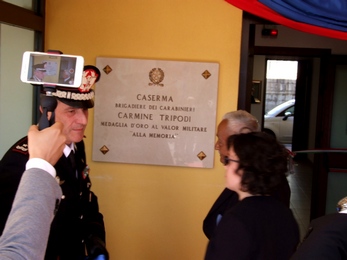 CASERMA
BRIGADIERE DEI CARABINIERI
CARMINE TRIPODI
MEDAGLIA D'ORO AL VALOR MILITARE
"ALLA MEMORIA"